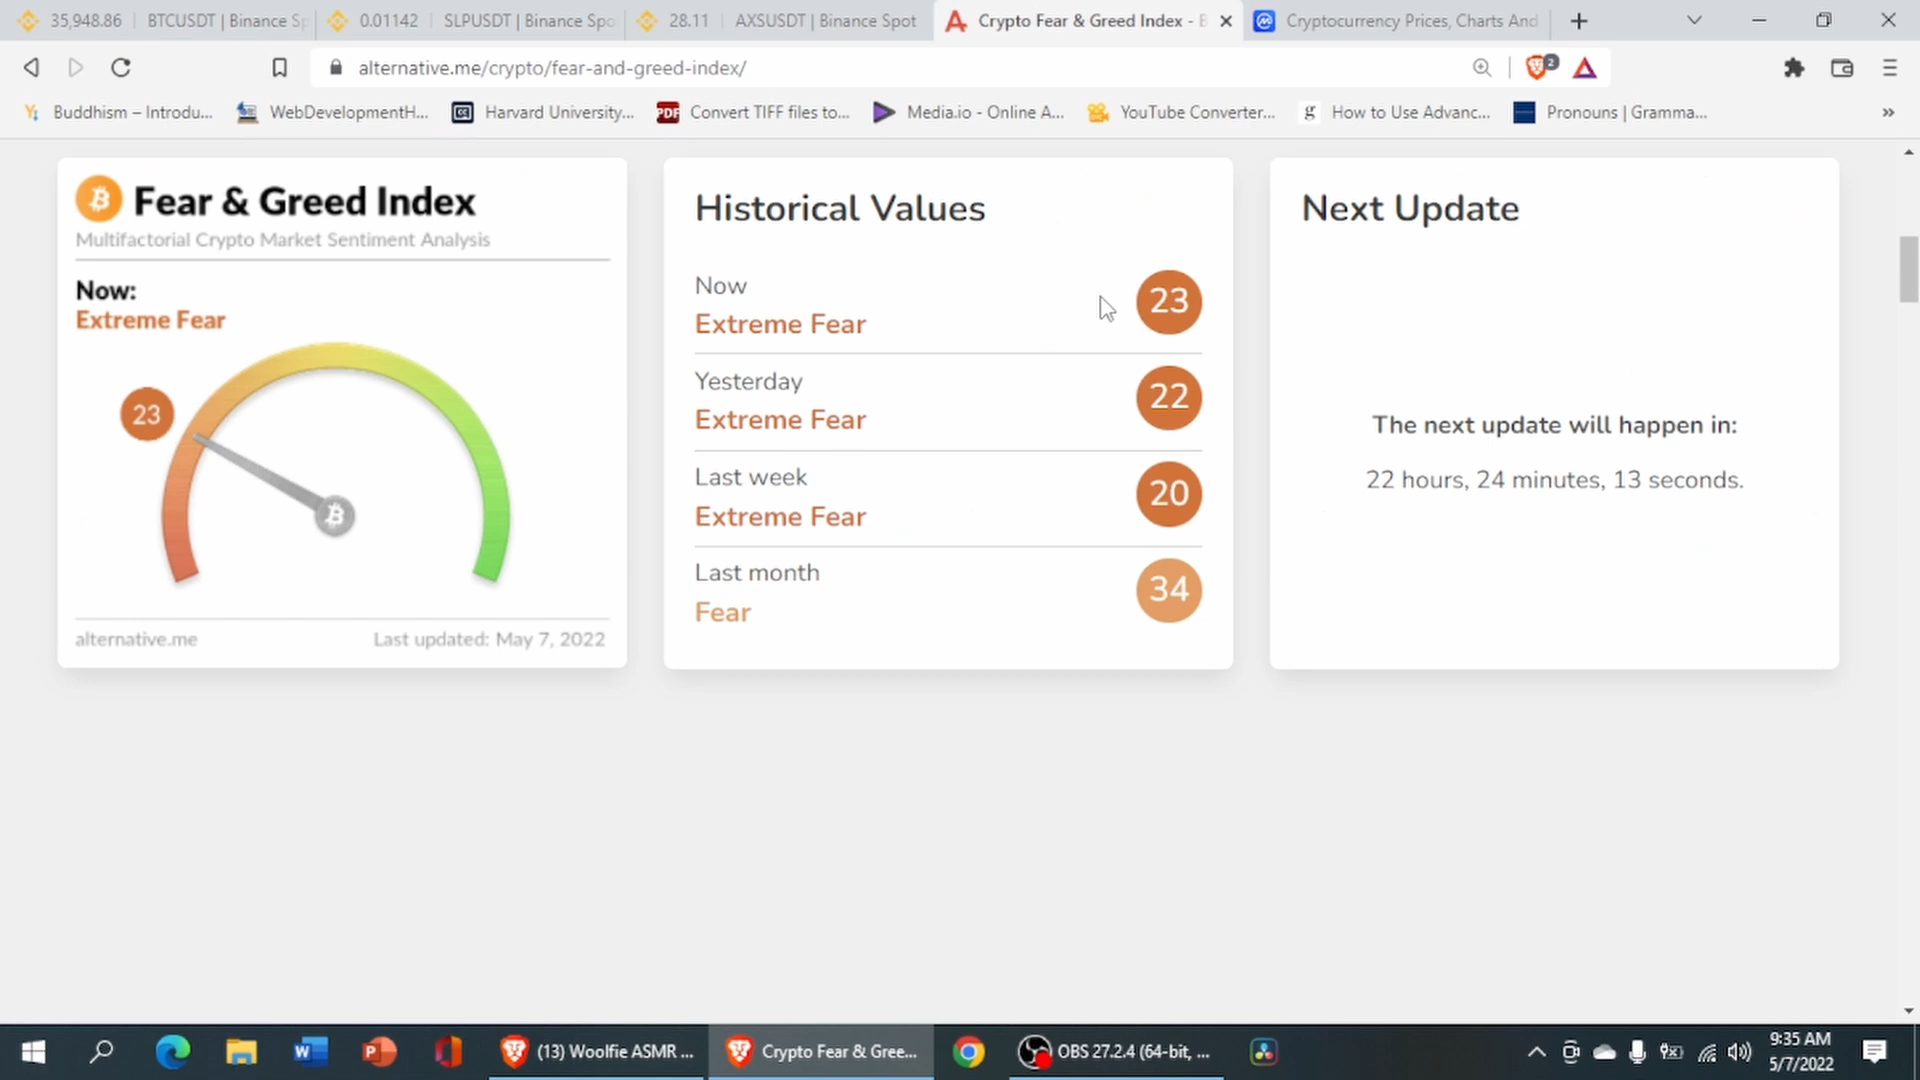 35,948.86 BTCUSDT | Binance Sp
0.01142 SLPUSDT | Binance Spo
28.11 AXSUSDT | Binance Spot
Crypto Fear & Greed Index - B
Cryptocurrency Prices, Charts And
alternative.me/crypto/fear-and-greed-index/
2
Buddhism – Introdu...
WebDevelopmentH...
Harvard University...
PDF
Convert TIFF files to...
Media.io - Online A...
YouTube Converter...
g
How to Use Advanc...
Pronouns | Gramma...
Fear & Greed Index
Multifactorial Crypto Market Sentiment Analysis
Now:
Extreme Fear
23
alternative.me
Last updated: May 7, 2022
Historical Values
Now
Extreme Fear
23
Yesterday
Extreme Fear
22
Last week
Extreme Fear
20
Last month
Fear
34
Next Update
The next update will happen in:
22 hours, 24 minutes, 13 seconds.
(13) Woolfie ASMR ...
Crypto Fear & Gree...
OBS 27.2.4 (64-bit, ...
9:35 AM
5/7/2022